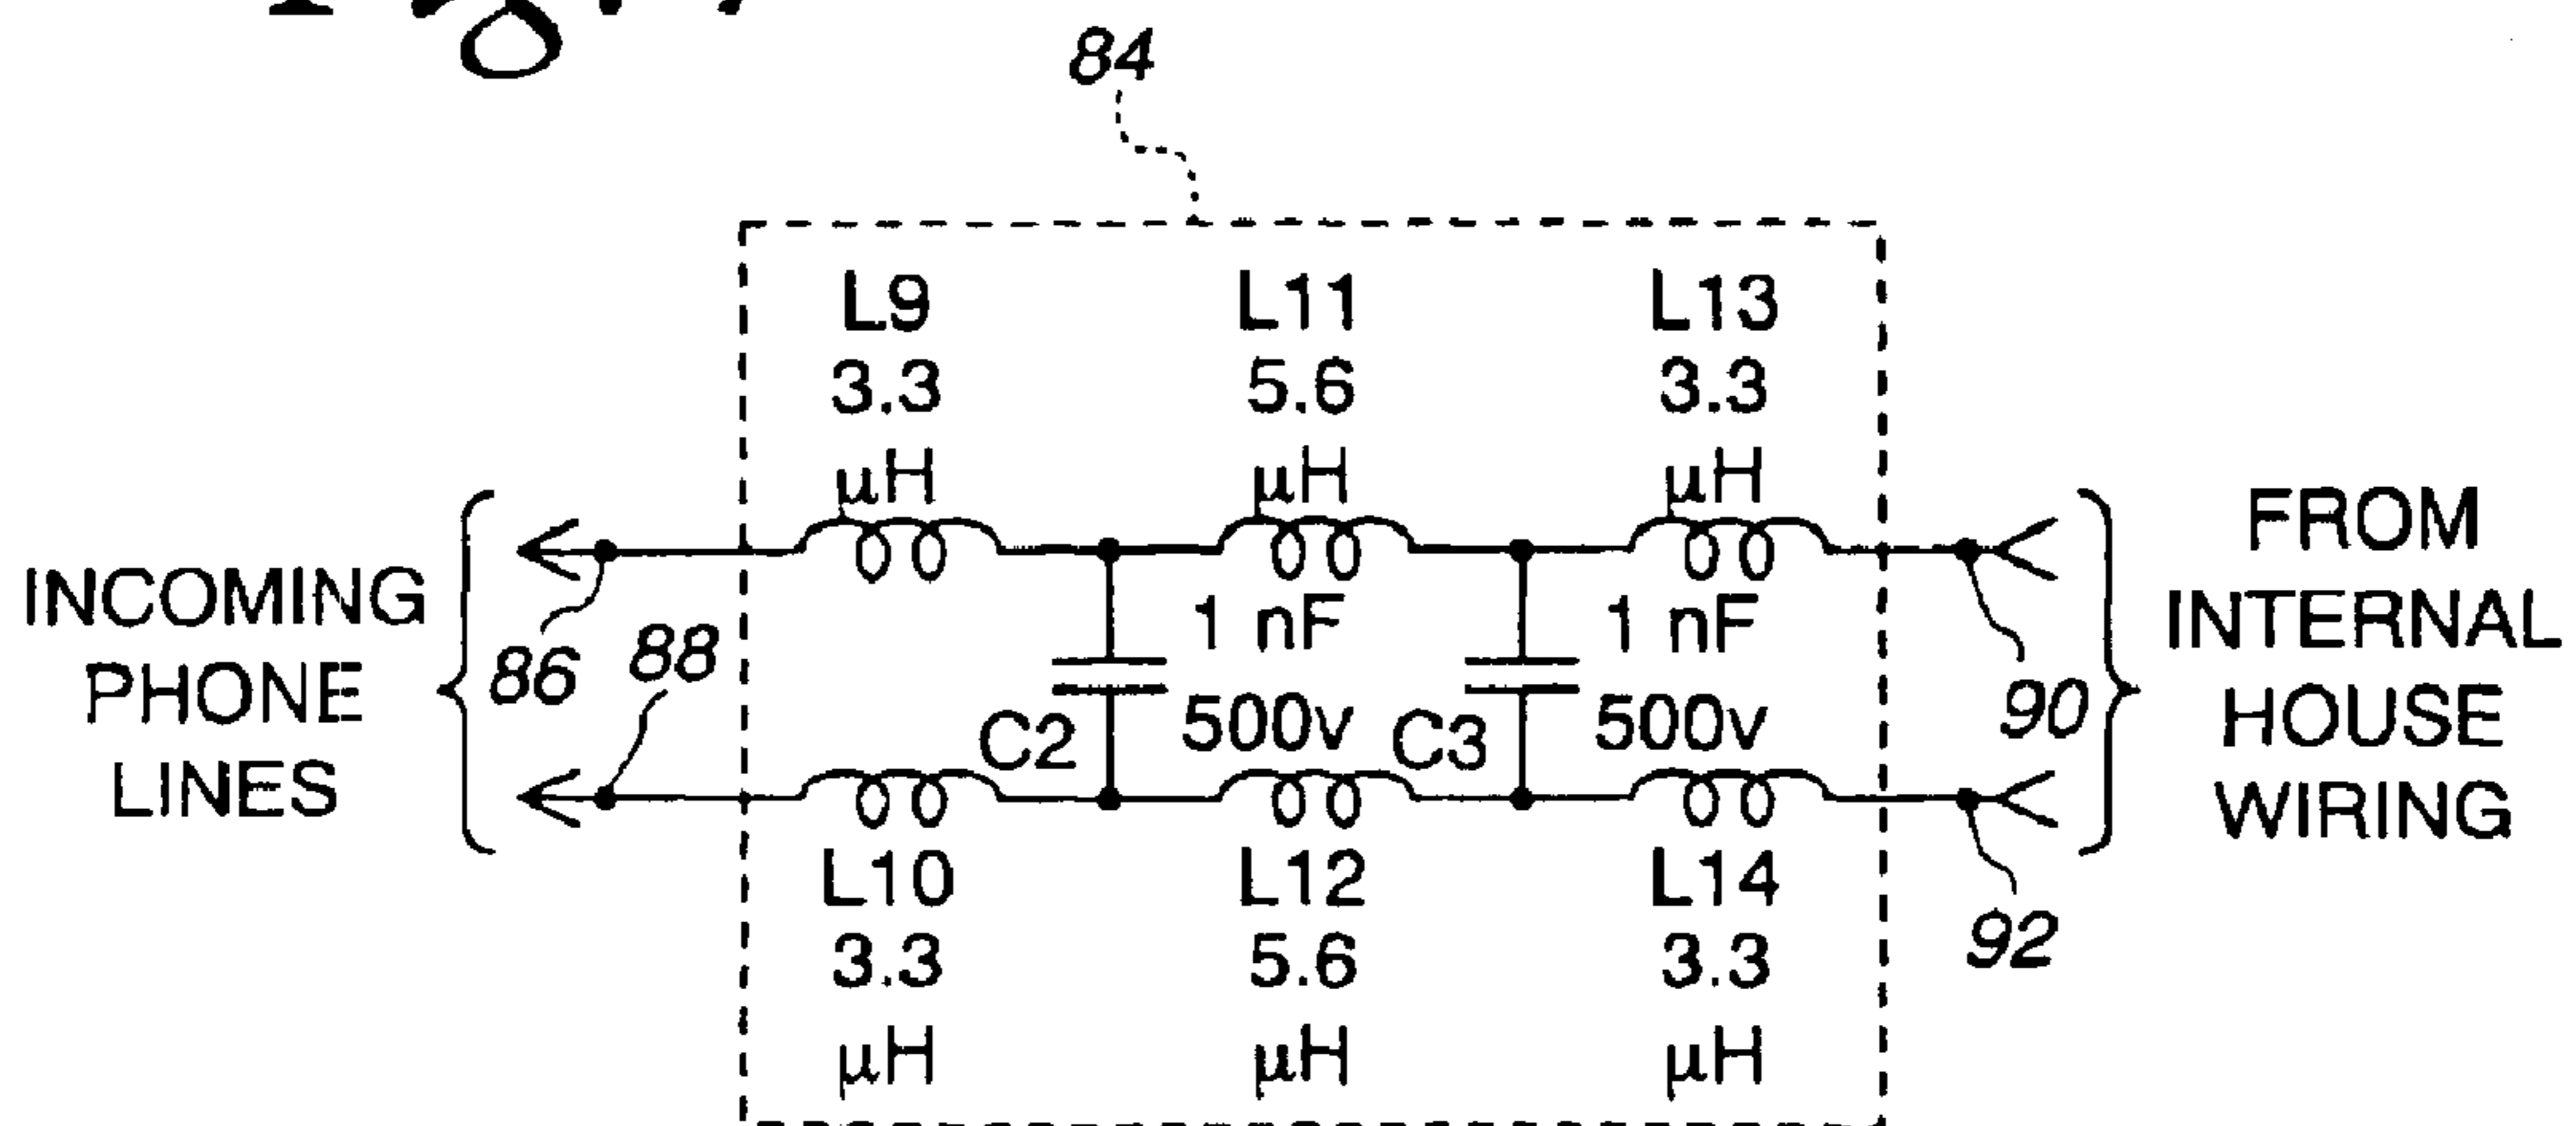 84
L9
3.3
µH
L11
5.6
µH
L13
3.3
µH
INCOMING
PHONE
LINES
86
88
1 nF
500v
C2
1 nF
500v
C3
90
92
FROM
INTERNAL
HOUSE
WIRING
L10
3.3
µH
L12
5.6
µH
L14
3.3
µH